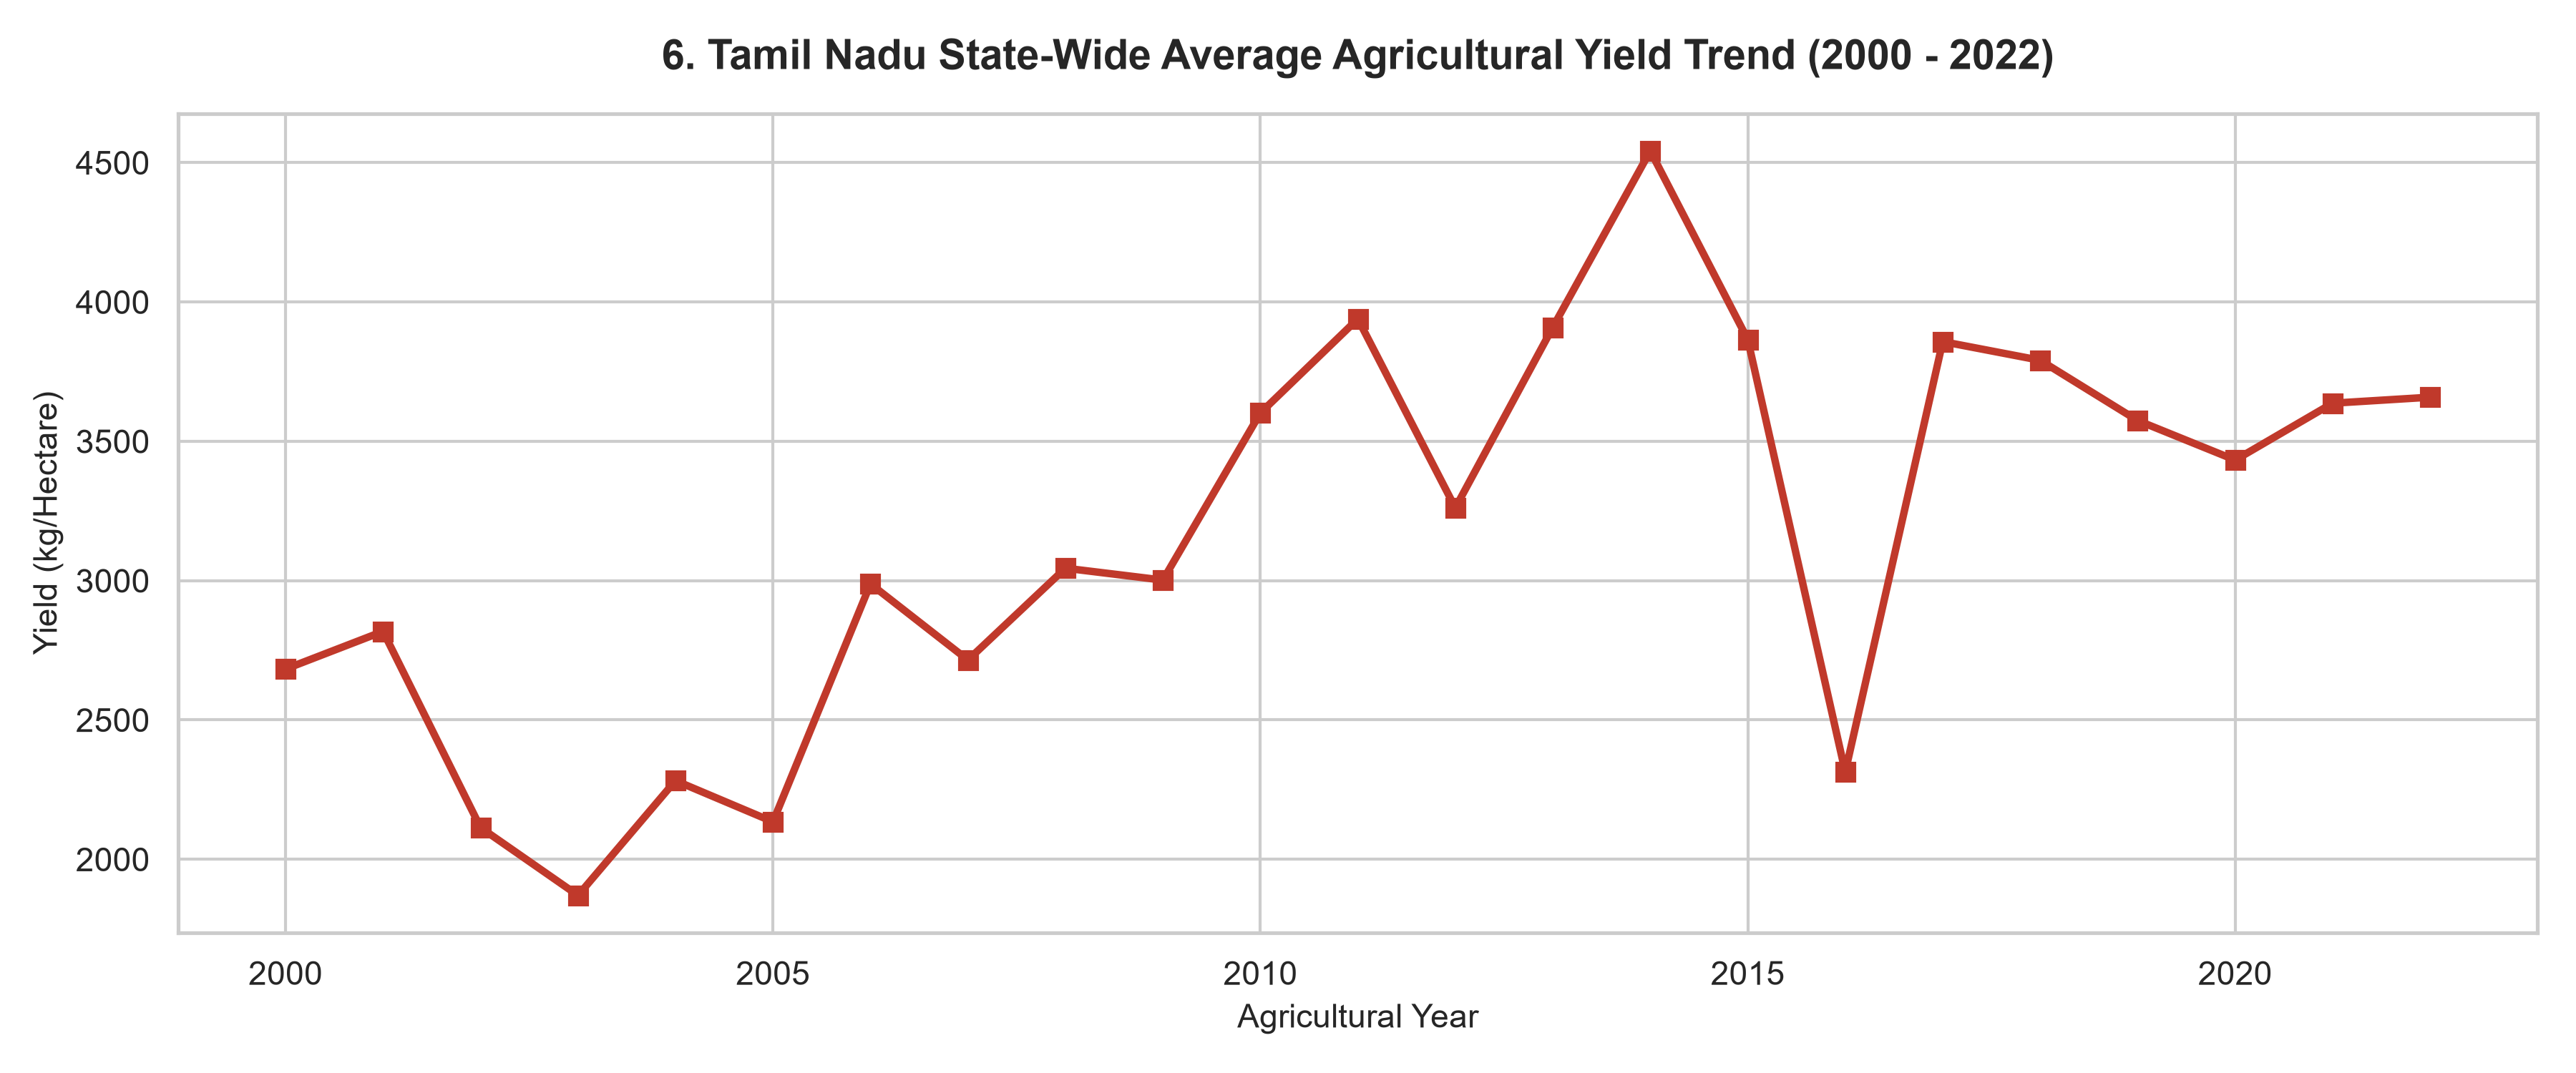 6. Tamil Nadu State-Wide Average Agricultural Yield Trend (2000 - 2022)
Yield (kg/Hectare)
4500
4000
3500
3000
2500
2000
2000 2005 2010 2015 2020
Agricultural Year